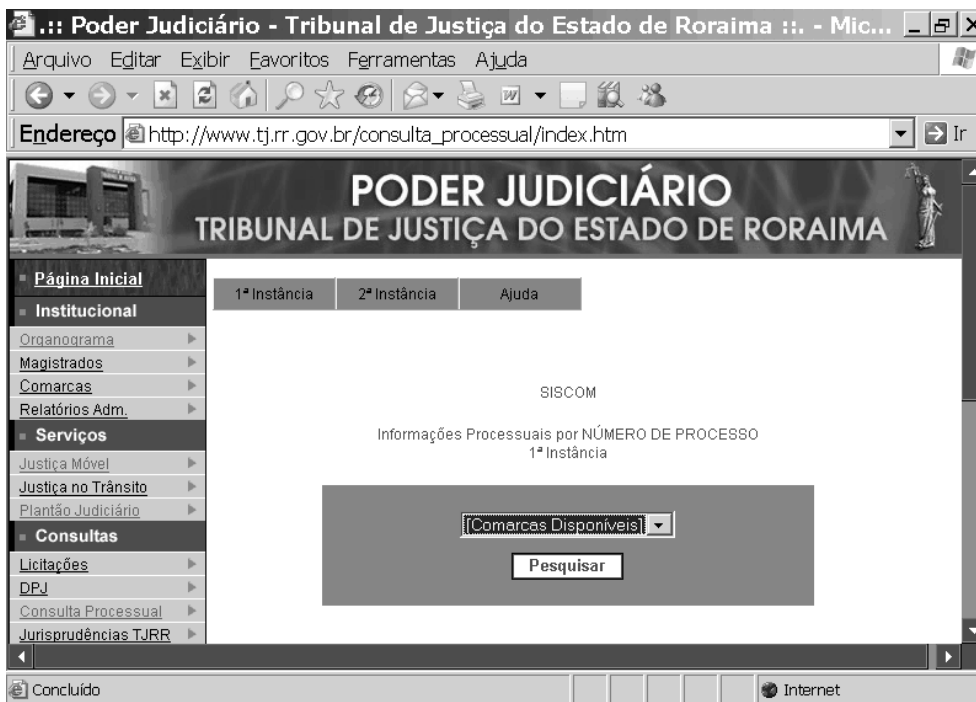 .:: Poder Judiciário - Tribunal de Justiça do Estado de Roraima ::. - Mic...
Arquivo Editar Exibir Favoritos Ferramentas Ajuda
Endereço http://www.tj.rr.gov.br/consulta_processual/index.htm Ir
PODER JUDICIÁRIO
TRIBUNAL DE JUSTIÇA DO ESTADO DE RORAIMA
Página Inicial
Institucional
Organograma
Magistrados
Comarcas
Relatórios Adm.
Serviços
Justiça Móvel
Justiça no Trânsito
Plantão Judiciário
Consultas
Licitações
DPJ
Consulta Processual
Jurisprudências TJRR
1ª Instância 2ª Instância Ajuda
SISCOM
Informações Processuais por NÚMERO DE PROCESSO
1ª Instância
[Comarcas Disponíveis]
Pesquisar
Concluído Internet